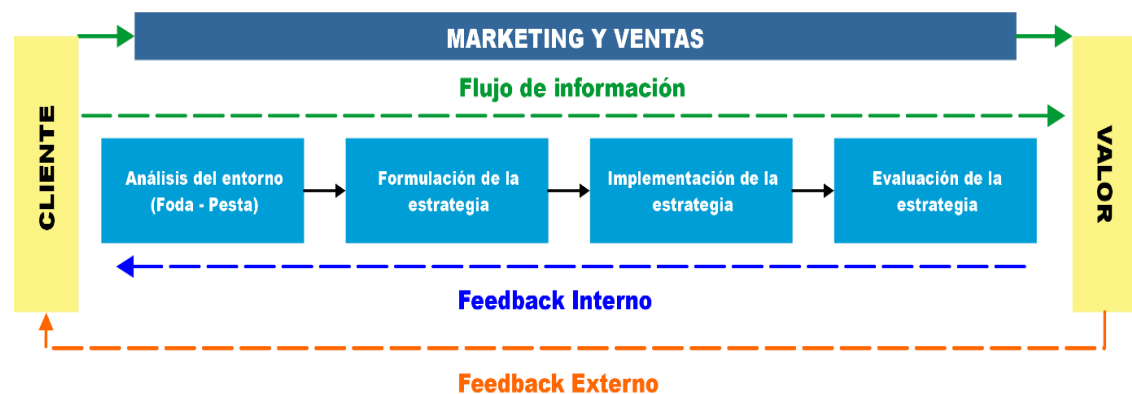 MARKETING Y VENTAS
Flujo de información
CLIENTE
Análisis del entorno
(Foda - Pesta)
Formulación de la
estrategia
Implementación de la
estrategia
Evaluación de la
estrategia
VALOR
Feedback Interno
Feedback Externo